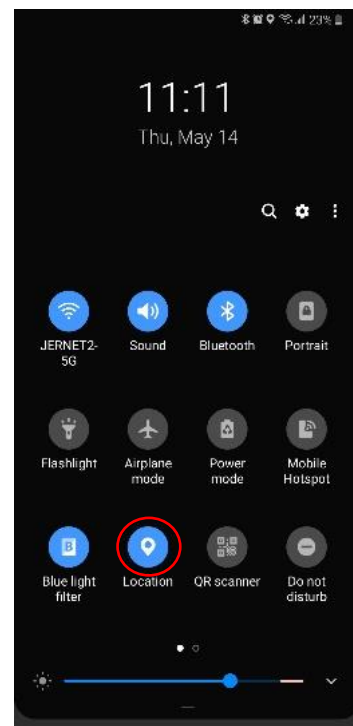 23%
11:11
Thu, May 14
JERNET2-
5G
Sound
Bluetooth
Portrait
Flashlight
Airplane
mode
Power
mode
Mobile
Hotspot
B
Blue light
filter
Location
QR scanner
Do not
disturb